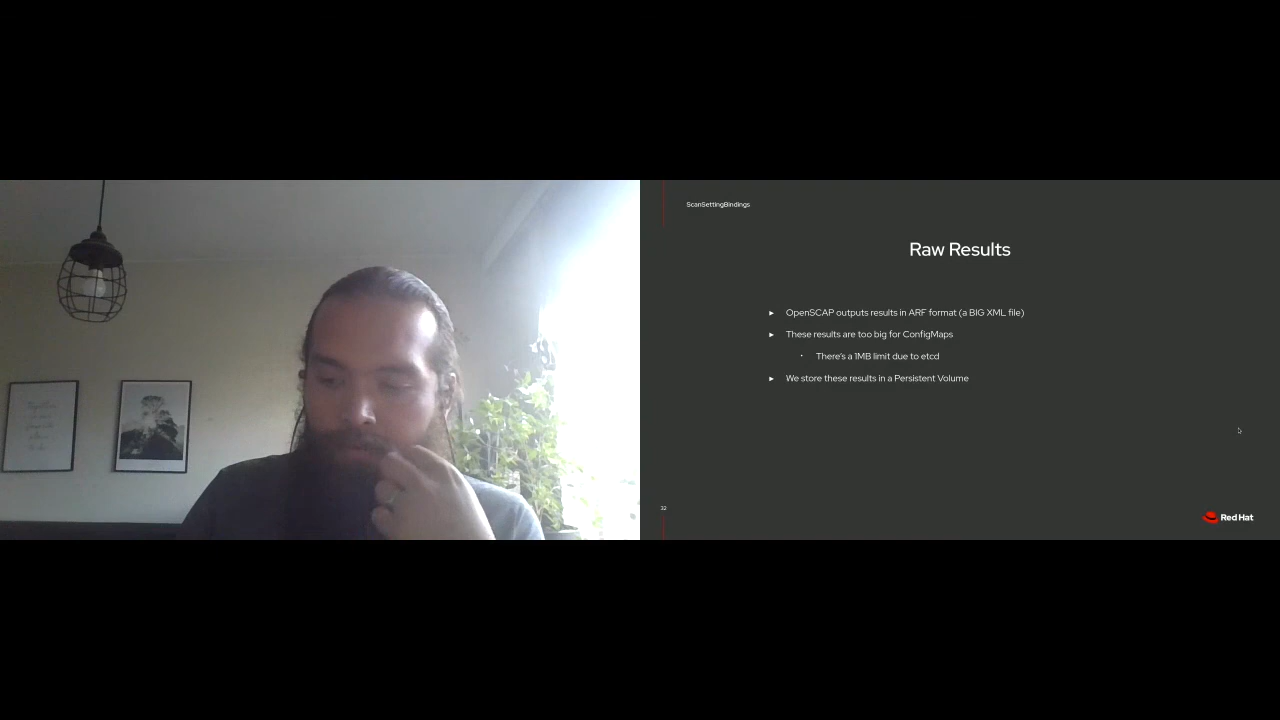 ScanSettingBindings
Raw Results
► OpenSCAP outputs results in ARF format (a BIG XML file)
► These results are too big for ConfigMaps
• There's a 1MB limit due to etcd
► We store these results in a Persistent Volume
32
Red Hat